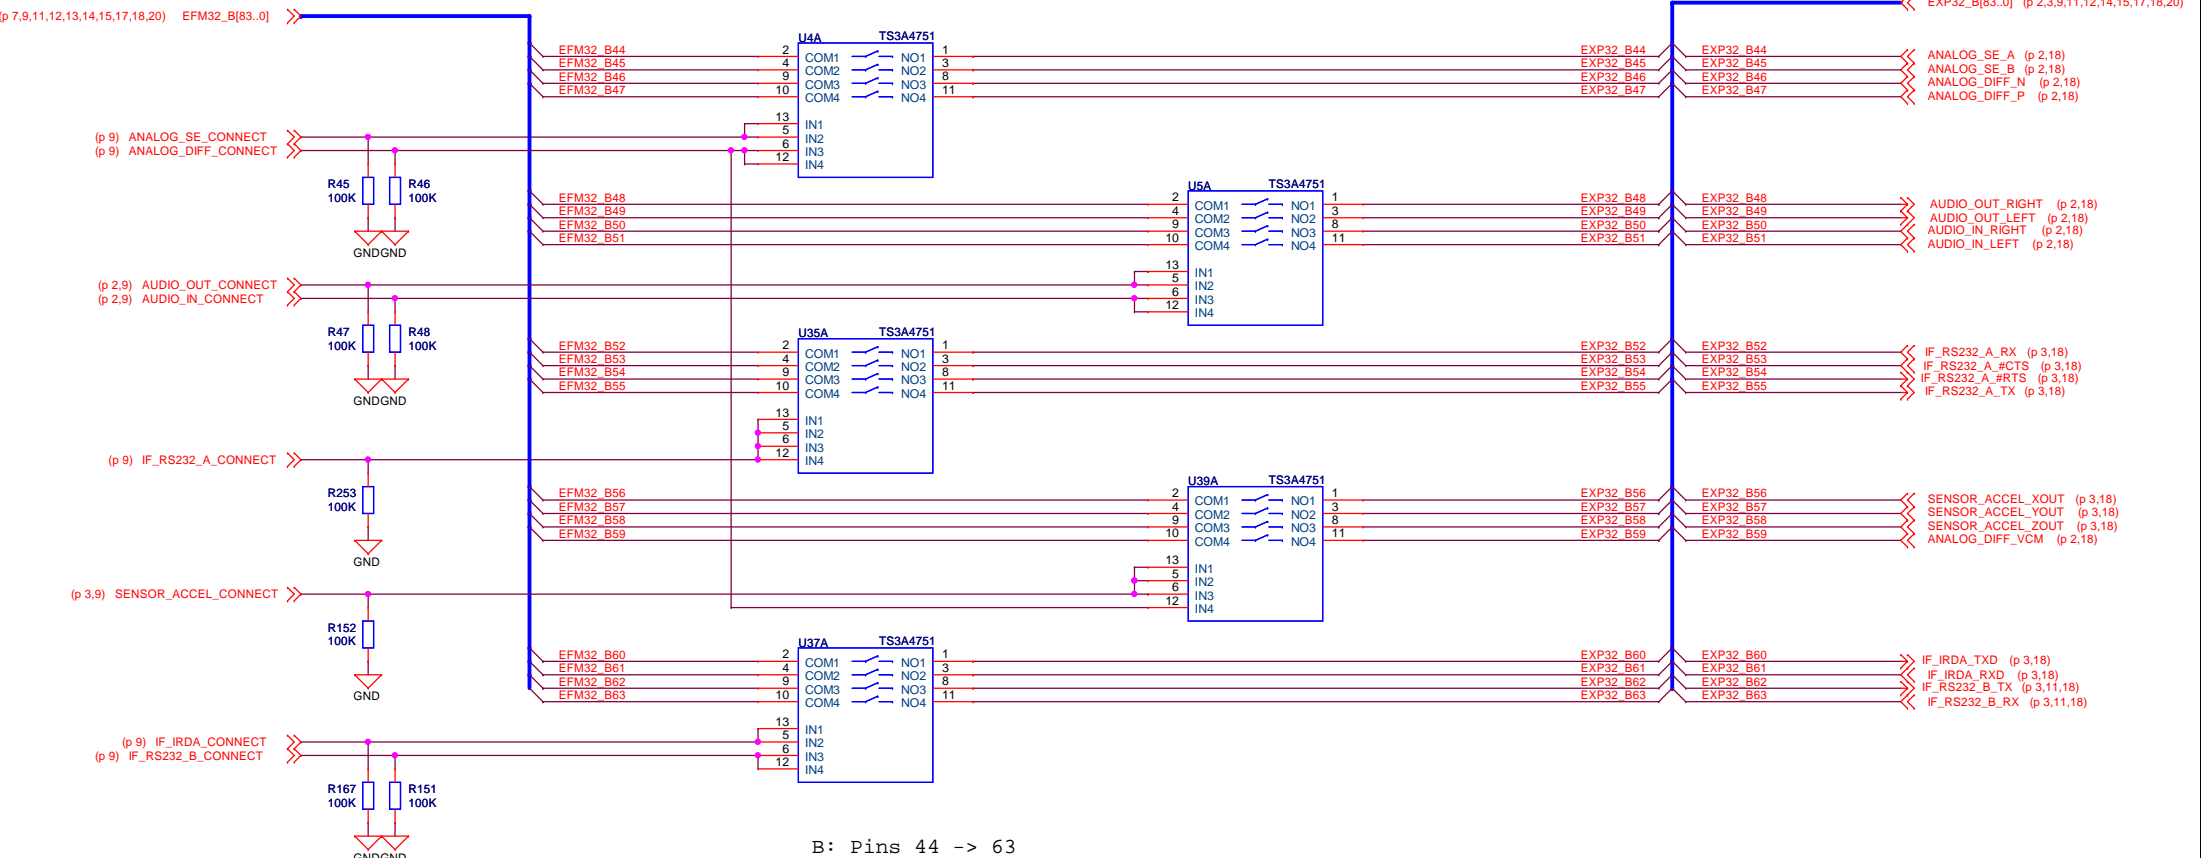 (p 7,9,11,12,13,14,15,17,18,20) EFM32_B[83..0]
EXP32_B[83..0] (p 2,3,9,11,12,14,15,17,18,20)
U4A TS3A4751
EFM32_B44 2 COM1 NO1 1 EXP32_B44 EXP32_B44 ANALOG_SE_A (p 2,18)
EFM32_B45 4 COM2 NO2 3 EXP32_B45 EXP32_B45 ANALOG_SE_B (p 2,18)
EFM32_B46 9 COM3 NO3 8 EXP32_B46 EXP32_B46 ANALOG_DIFF_N (p 2,18)
EFM32_B47 10 COM4 NO4 11 EXP32_B47 EXP32_B47 ANALOG_DIFF_P (p 2,18)
13 IN1
(p 9) ANALOG_SE_CONNECT 5 IN2
(p 9) ANALOG_DIFF_CONNECT 6 IN3
12 IN4
R45 100K
R46 100K
GND GND
U5A TS3A4751
EFM32_B48 2 COM1 NO1 1 EXP32_B48 EXP32_B48 AUDIO_OUT_RIGHT (p 2,18)
EFM32_B49 4 COM2 NO2 3 EXP32_B49 EXP32_B49 AUDIO_OUT_LEFT (p 2,18)
EFM32_B50 9 COM3 NO3 8 EXP32_B50 EXP32_B50 AUDIO_IN_RIGHT (p 2,18)
EFM32_B51 10 COM4 NO4 11 EXP32_B51 EXP32_B51 AUDIO_IN_LEFT (p 2,18)
13 IN1
(p 2,9) AUDIO_OUT_CONNECT 5 IN2
(p 2,9) AUDIO_IN_CONNECT 6 IN3
12 IN4
R47 100K
R48 100K
GND GND
U35A TS3A4751
EFM32_B52 2 COM1 NO1 1 EXP32_B52 EXP32_B52 IF_RS232_A_RX (p 3,18)
EFM32_B53 4 COM2 NO2 3 EXP32_B53 EXP32_B53 IF_RS232_A_#CTS (p 3,18)
EFM32_B54 9 COM3 NO3 8 EXP32_B54 EXP32_B54 IF_RS232_A_#RTS (p 3,18)
EFM32_B55 10 COM4 NO4 11 EXP32_B55 EXP32_B55 IF_RS232_A_TX (p 3,18)
13 IN1
5 IN2
6 IN3
(p 9) IF_RS232_A_CONNECT 12 IN4
R253 100K
GND
U39A TS3A4751
EFM32_B56 2 COM1 NO1 1 EXP32_B56 EXP32_B56 SENSOR_ACCEL_XOUT (p 3,18)
EFM32_B57 4 COM2 NO2 3 EXP32_B57 EXP32_B57 SENSOR_ACCEL_YOUT (p 3,18)
EFM32_B58 9 COM3 NO3 8 EXP32_B58 EXP32_B58 SENSOR_ACCEL_ZOUT (p 3,18)
EFM32_B59 10 COM4 NO4 11 EXP32_B59 EXP32_B59 ANALOG_DIFF_VCM (p 2,18)
13 IN1
5 IN2
(p 3,9) SENSOR_ACCEL_CONNECT 6 IN3
12 IN4
R152 100K
GND
U37A TS3A4751
EFM32_B60 2 COM1 NO1 1 EXP32_B60 EXP32_B60 IF_IRDA_TXD (p 3,18)
EFM32_B61 4 COM2 NO2 3 EXP32_B61 EXP32_B61 IF_IRDA_RXD (p 3,18)
EFM32_B62 9 COM3 NO3 8 EXP32_B62 EXP32_B62 IF_RS232_B_TX (p 3,11,18)
EFM32_B63 10 COM4 NO4 11 EXP32_B63 EXP32_B63 IF_RS232_B_RX (p 3,11,18)
13 IN1
(p 9) IF_IRDA_CONNECT 5 IN2
(p 9) IF_RS232_B_CONNECT 6 IN3
12 IN4
R167 100K
R151 100K
GND GND
B: Pins 44 -> 63